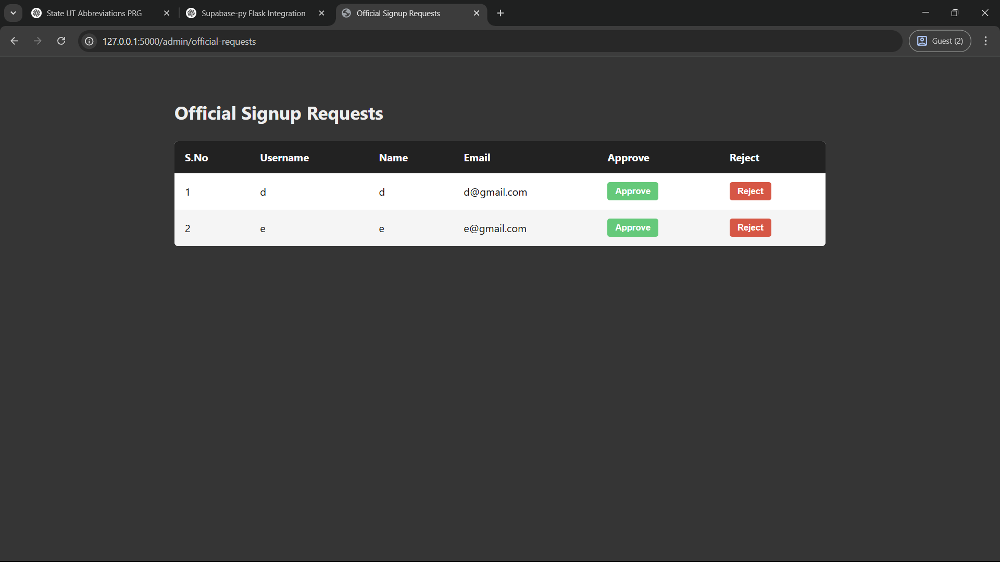 State UT Abbreviations PRG
Supabase-py Flask Integration
Official Signup Requests
127.0.0.1:5000/admin/official-requests
Guest (2)
Official Signup Requests
S.No Username Name Email Approve Reject
1 d d d@gmail.com Approve Reject
2 e e e@gmail.com Approve Reject